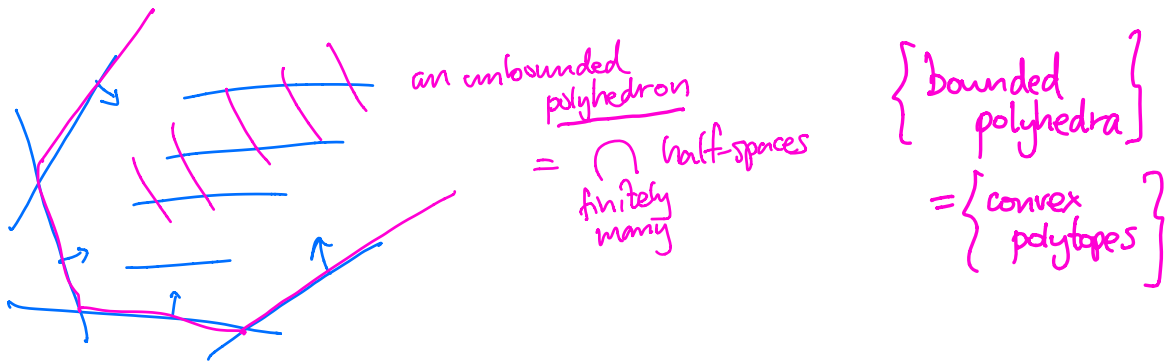 an unbounded
polyhedron
= ⋂ half-spaces
finitely
many
{bounded
polyhedra}
= {convex
polytopes}